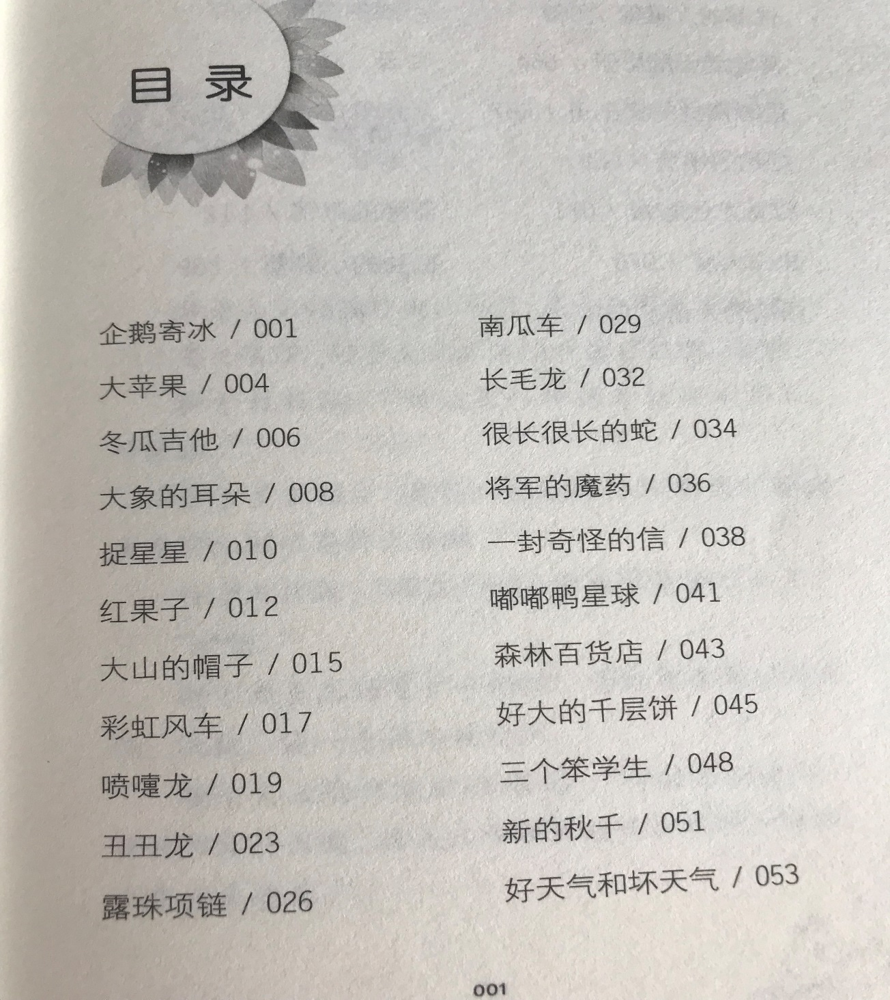 目 录
企鹅寄冰 / 001
大苹果 / 004
冬瓜吉他 / 006
大象的耳朵 / 008
捉星星 / 010
红果子 / 012
大山的帽子 / 015
彩虹风车 / 017
喷嚏龙 / 019
丑丑龙 / 023
露珠项链 / 026
南瓜车 / 029
长毛龙 / 032
很长很长的蛇 / 034
将军的魔药 / 036
一封奇怪的信 / 038
嘟嘟鸭星球 / 041
森林百货店 / 043
好大的千层饼 / 045
三个笨学生 / 048
新的秋千 / 051
好天气和坏天气 / 053
001